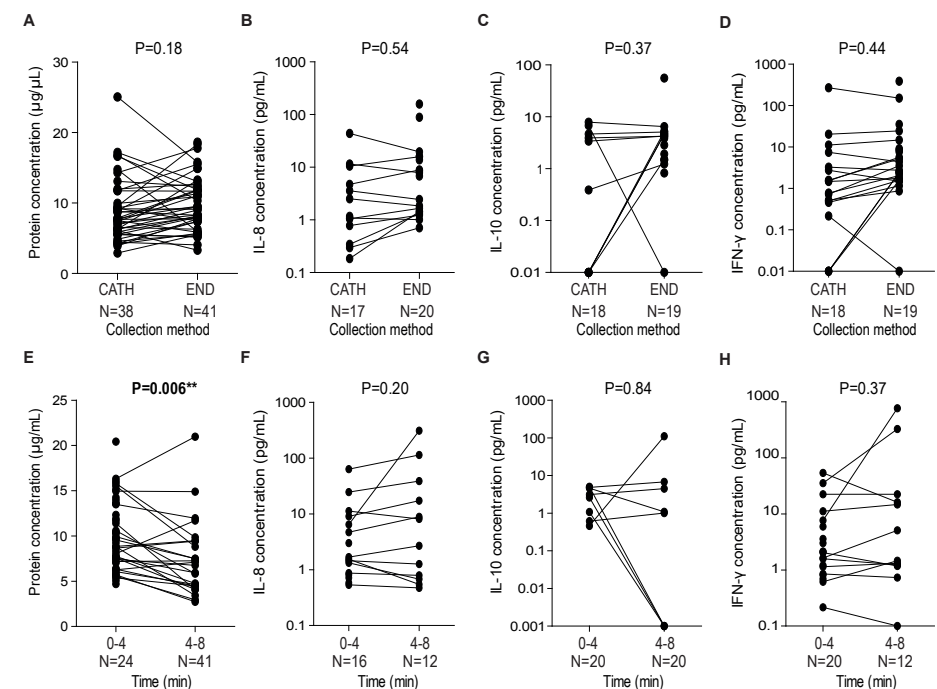 A
P=0.18
Protein concentration (µg/µL)
30
20
10
0
CATH END
N=38 N=41
Collection method
B
P=0.54
IL-8 concentration (pg/mL)
1000
100
10
1
0.1
CATH END
N=17 N=20
Collection method
C
P=0.37
IL-10 concentration (pg/mL)
100
10
1
0.1
0.01
CATH END
N=18 N=19
Collection method
D
P=0.44
IFN-γ concentration (pg/mL)
1000
100
10
1
0.1
0.01
CATH END
N=18 N=19
Collection method
E
P=0.006**
Protein concentration (µg/mL)
25
20
15
10
5
0
0-4 4-8
N=24 N=41
Time (min)
F
P=0.20
IL-8 concentration (pg/mL)
1000
100
10
1
0.1
0-4 4-8
N=16 N=12
Time (min)
G
P=0.84
IL-10 concentration (pg/mL)
1000
100
10
1
0.1
0.01
0.001
0-4 4-8
N=20 N=20
Time (min)
H
P=0.37
IFN-γ concentration (pg/mL)
1000
100
10
1
0.1
0-4 4-8
N=20 N=12
Time (min)